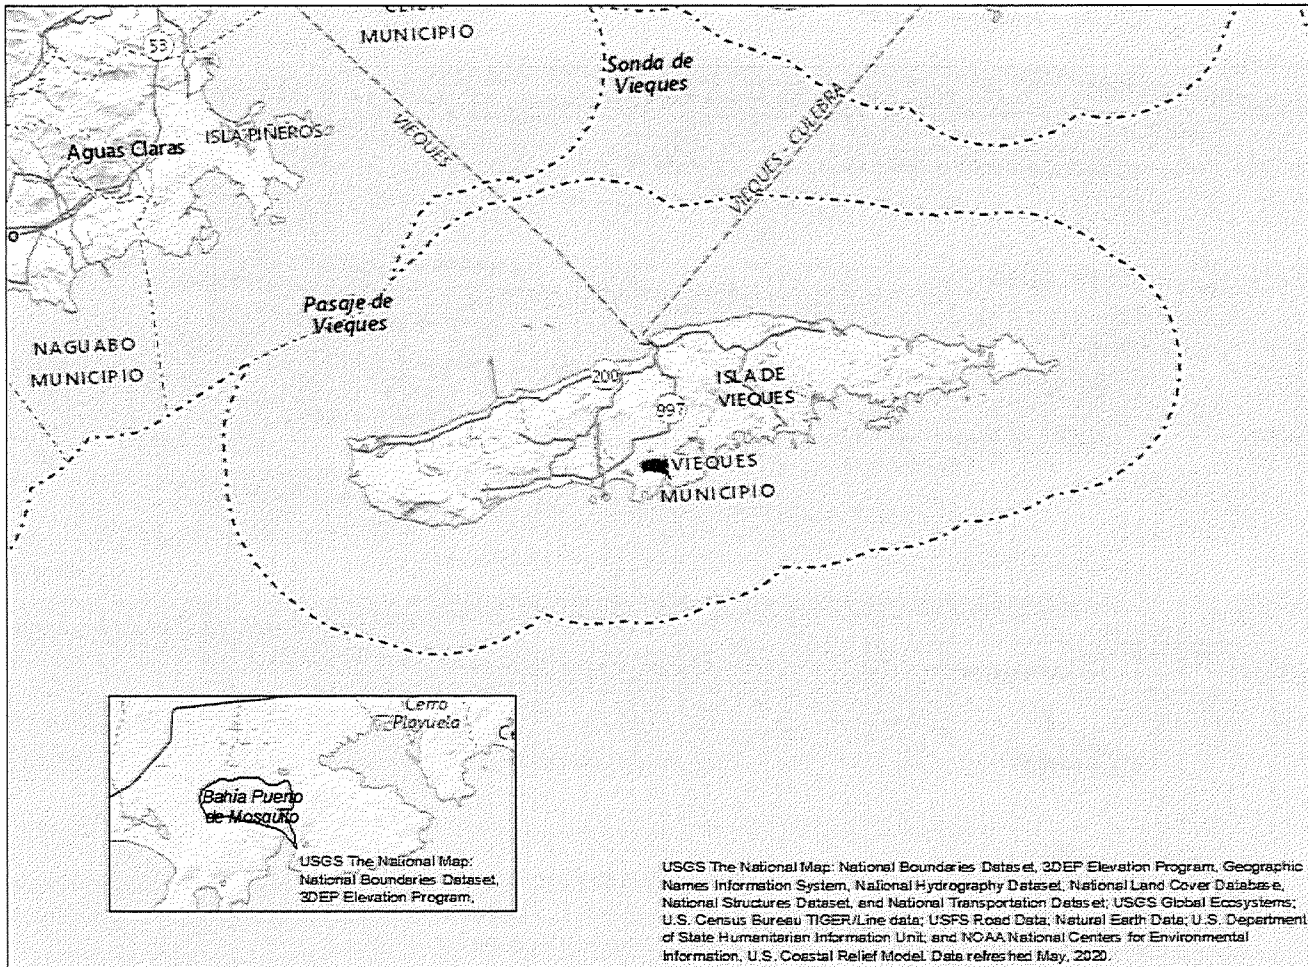 MUNICIPIO
53
Sonda de
Vieques
ISLA PIÑEROS
Aguas Claras
VIEQUES
VIEQUES - CULEBRA
Pasaje de
Vieques
NAGUABO
MUNICIPIO
200
ISLA DE
VIEQUES
997
VIEQUES
MUNICIPIO
Cerro
Playuela
Bahía Puerto
de Mosquito
USGS The National Map:
National Boundaries Dataset,
3DEP Elevation Program,
USGS The National Map: National Boundaries Dataset, 3DEP Elevation Program, Geographic
Names Information System, National Hydrography Dataset, National Land Cover Database,
National Structures Dataset, and National Transportation Dataset; USGS Global Ecosystems;
U.S. Census Bureau TIGER/Line data; USFS Road Data; Natural Earth Data; U.S. Department
of State Humanitarian Information Unit; and NOAA National Centers for Environmental
Information, U.S. Coastal Relief Model. Data refreshed May, 2020.